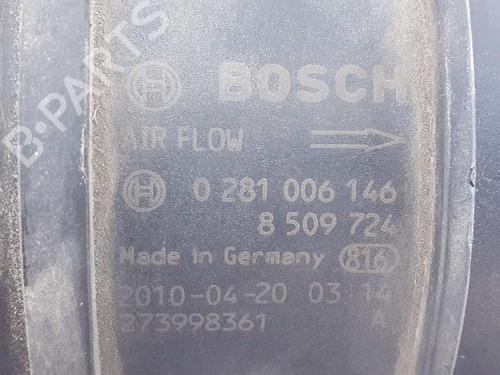 B-PARTS
BOSCH
AIR FLOW
0 281 006 146
8 509 724
Made in Germany 816
2010-04-20 03 14
273998361 A